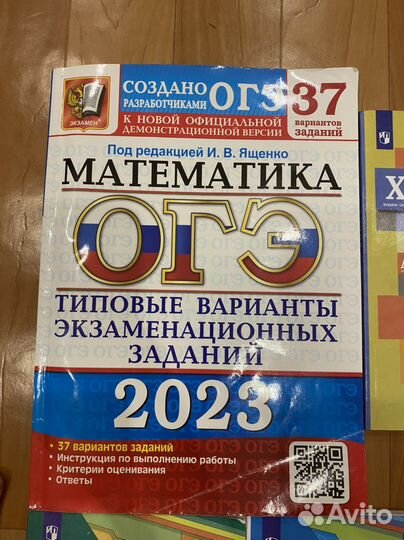 СОЗДАНО
РАЗРАБОТЧИКАМИ ОГЭ
К НОВОЙ ОФИЦИАЛЬНОЙ
ДЕМОНСТРАЦИОННОЙ ВЕРСИИ
37
вариантов
заданий
ЭКЗАМЕН
Под редакцией И. В. Ященко
МАТЕМАТИКА
ОГЭ
ТИПОВЫЕ ВАРИАНТЫ
ЭКЗАМЕНАЦИОННЫХ
ЗАДАНИЙ
2023
• 37 вариантов заданий
• Инструкция по выполнению работы
• Критерии оценивания
• Ответы
Х
Avito